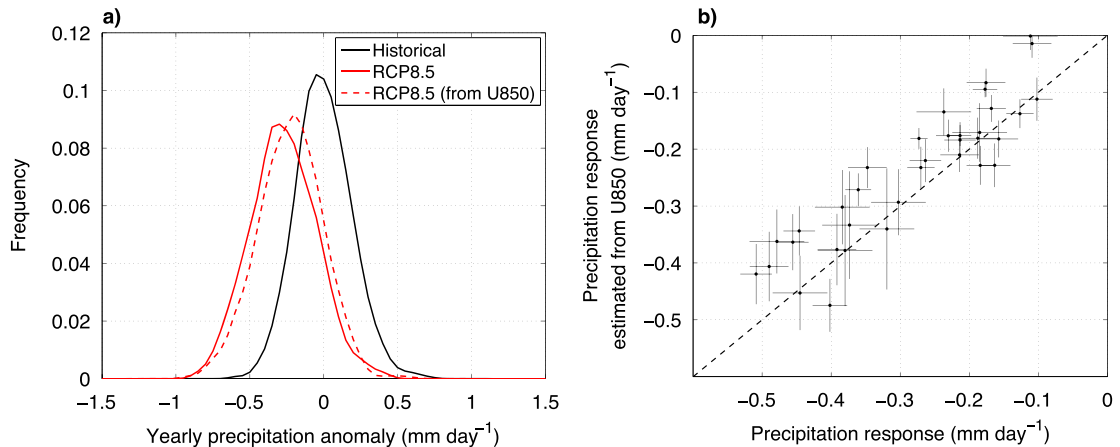 a)
0.12
0.1
0.08
0.06
0.04
0.02
0
Frequency
Historical
RCP8.5
RCP8.5 (from U850)
−1.5 −1 −0.5 0 0.5 1 1.5
Yearly precipitation anomaly (mm day⁻¹)
b)
0
−0.1
−0.2
−0.3
−0.4
−0.5
Precipitation response
estimated from U850 (mm day⁻¹)
−0.5 −0.4 −0.3 −0.2 −0.1 0
Precipitation response (mm day⁻¹)